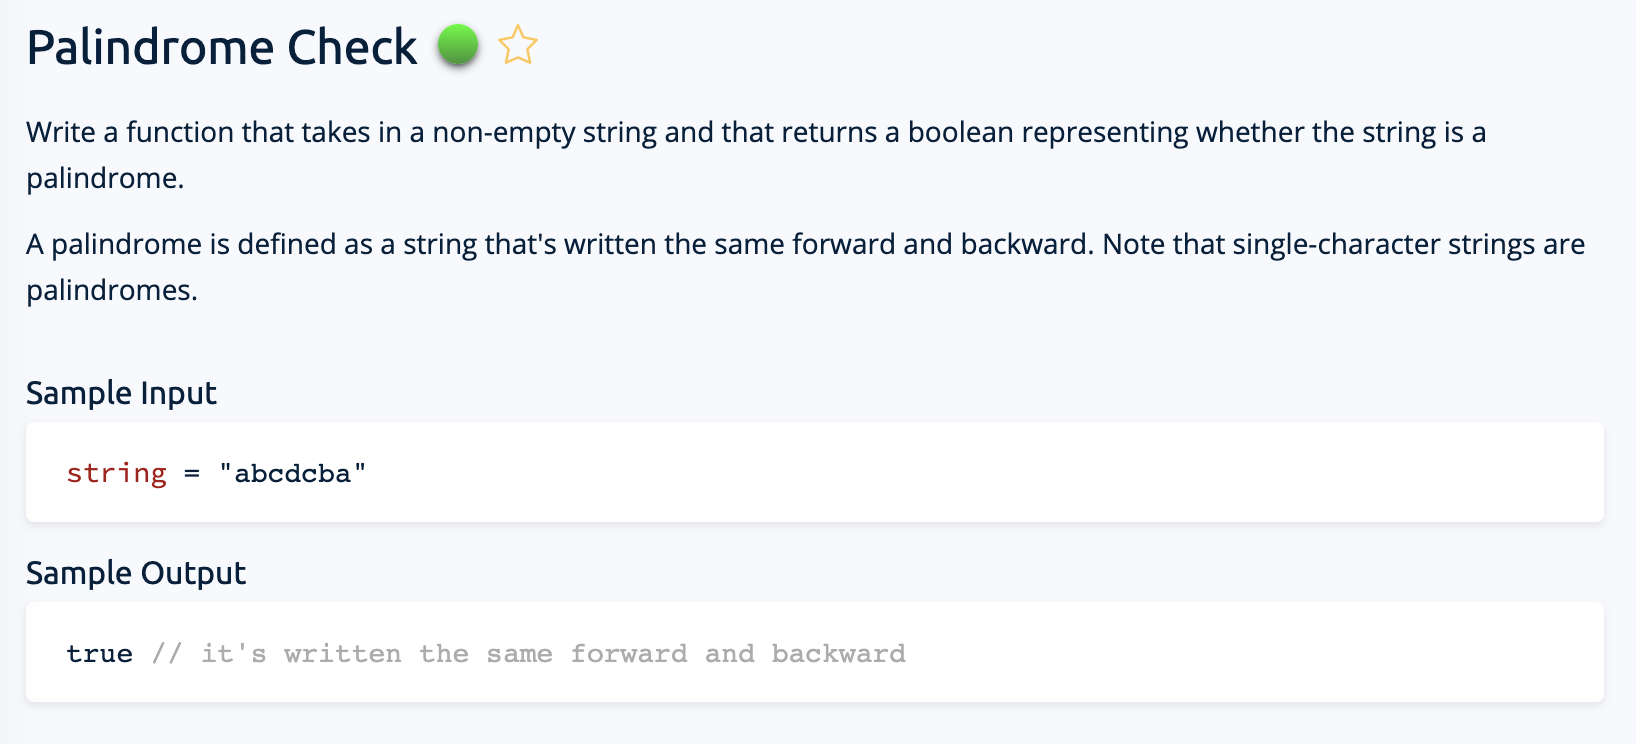 Palindrome Check
Write a function that takes in a non-empty string and that returns a boolean representing whether the string is a
palindrome.
A palindrome is defined as a string that's written the same forward and backward. Note that single-character strings are
palindromes.
Sample Input
string = "abcdcba"
Sample Output
true // it's written the same forward and backward